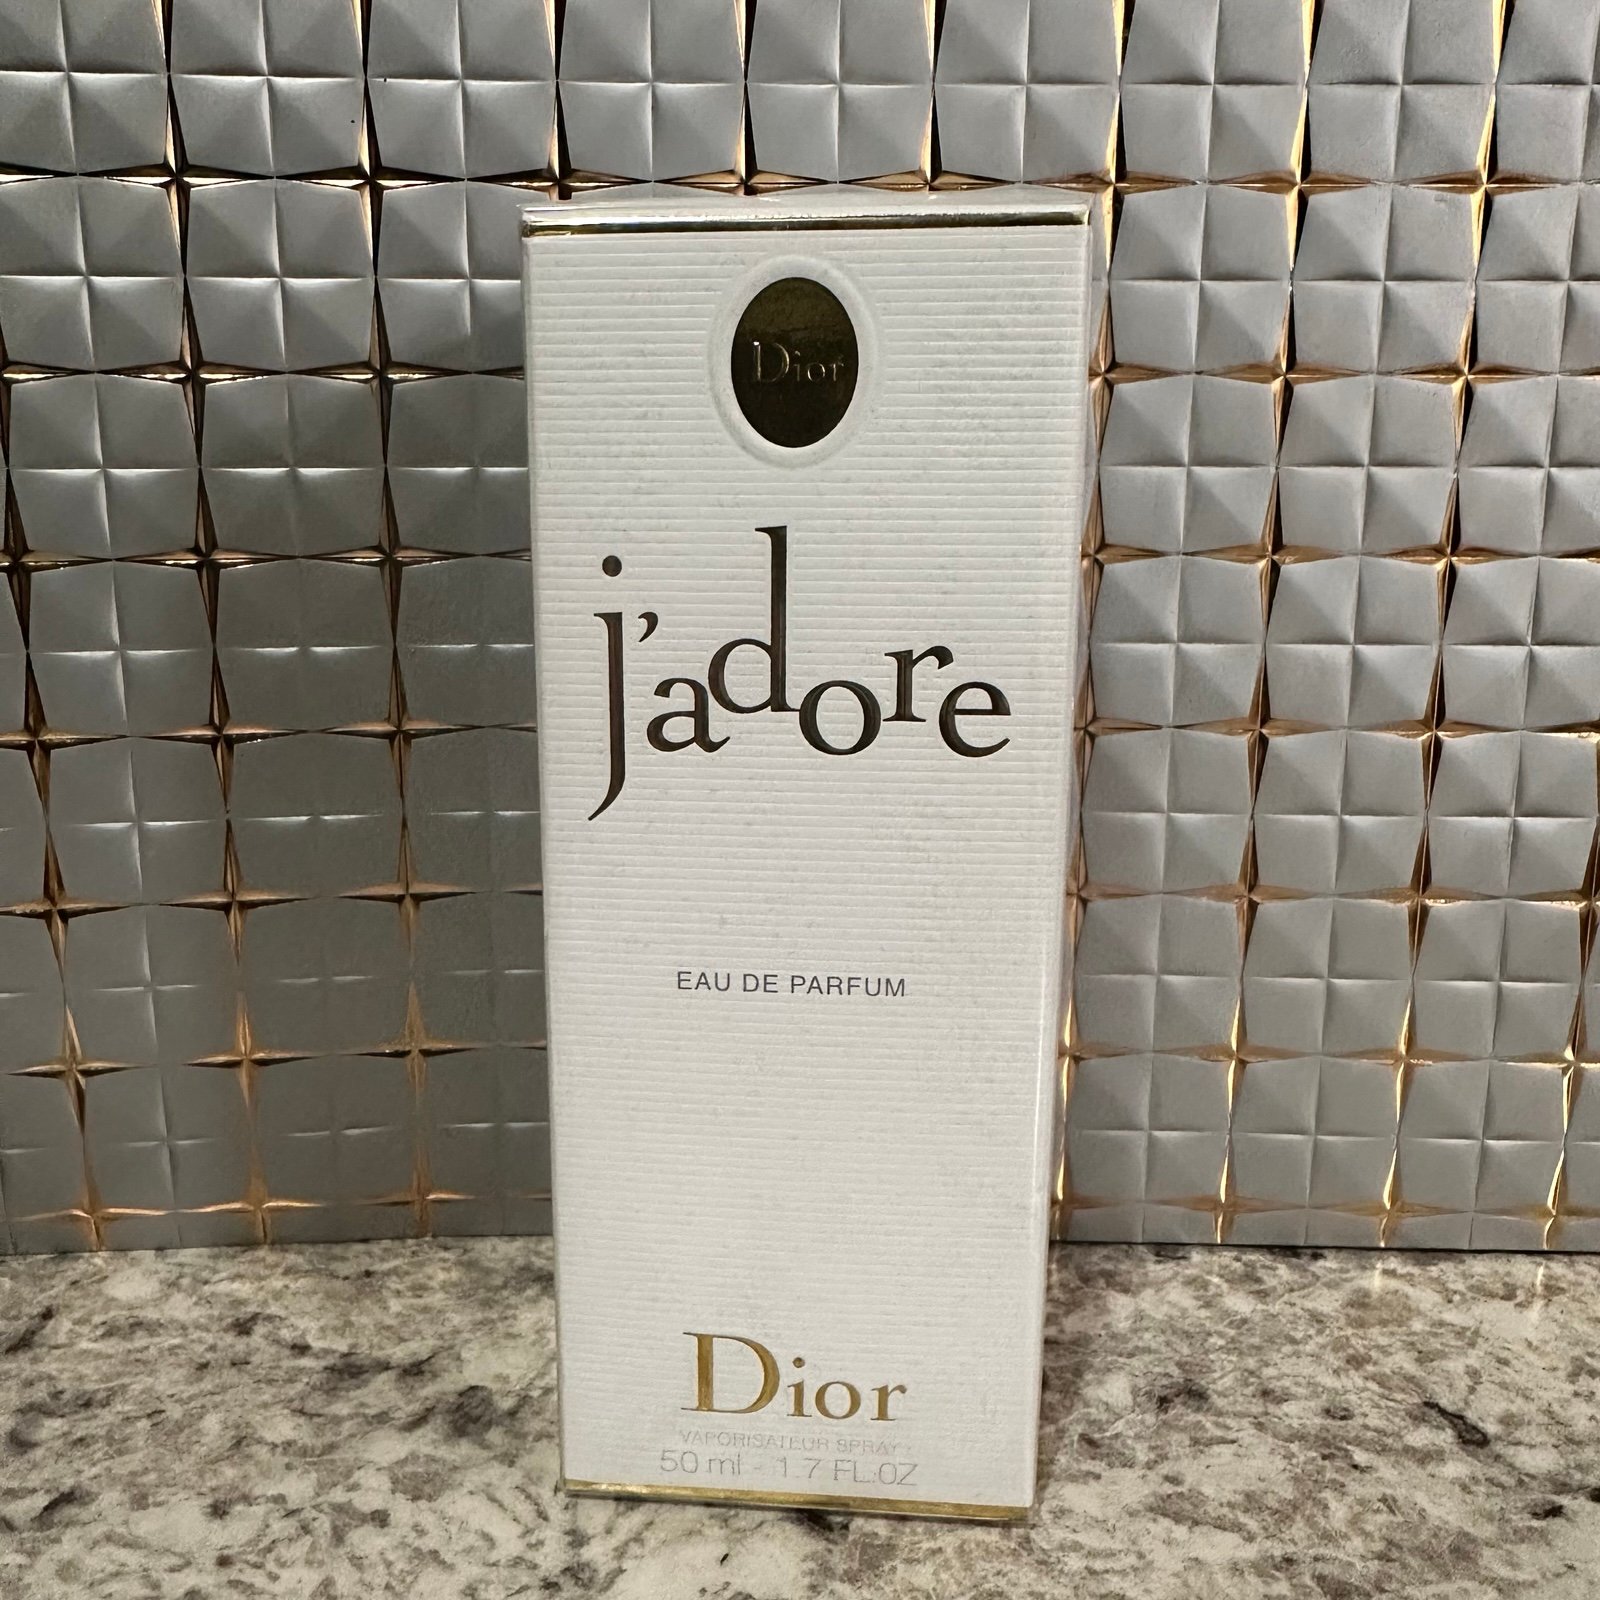 Dior
j'adore
EAU DE PARFUM
Dior
VAPORISATEUR SPRAY
50 ml - 1.7 FL.OZ